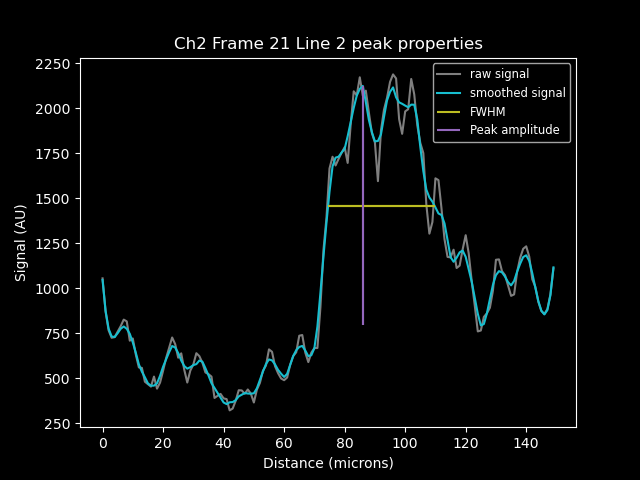 Ch2 Frame 21 Line 2 peak properties
raw signal
smoothed signal
FWHM
Peak amplitude
Signal (AU)
2250
2000
1750
1500
1250
1000
750
500
250
0 20 40 60 80 100 120 140
Distance (microns)